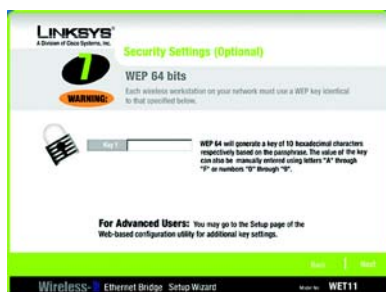 LINKSYS®
A Division of Cisco Systems, Inc.
7
Security Settings (Optional)
WEP 64 bits
WARNING:
Each wireless workstation on your network must use a WEP key identical
to that specified below.
Key 1
WEP 64 will generate a key of 10 hexadecimal characters
respectively based on the passphrase. The value of the key
can also be manually entered using letters "A" through
"F" or numbers "0" through "9".
For Advanced Users: You may go to the Setup page of the
Web-based configuration utility for additional key settings.
Back
Next
Wireless- Ethernet Bridge Setup Wizard
Model No. WET11